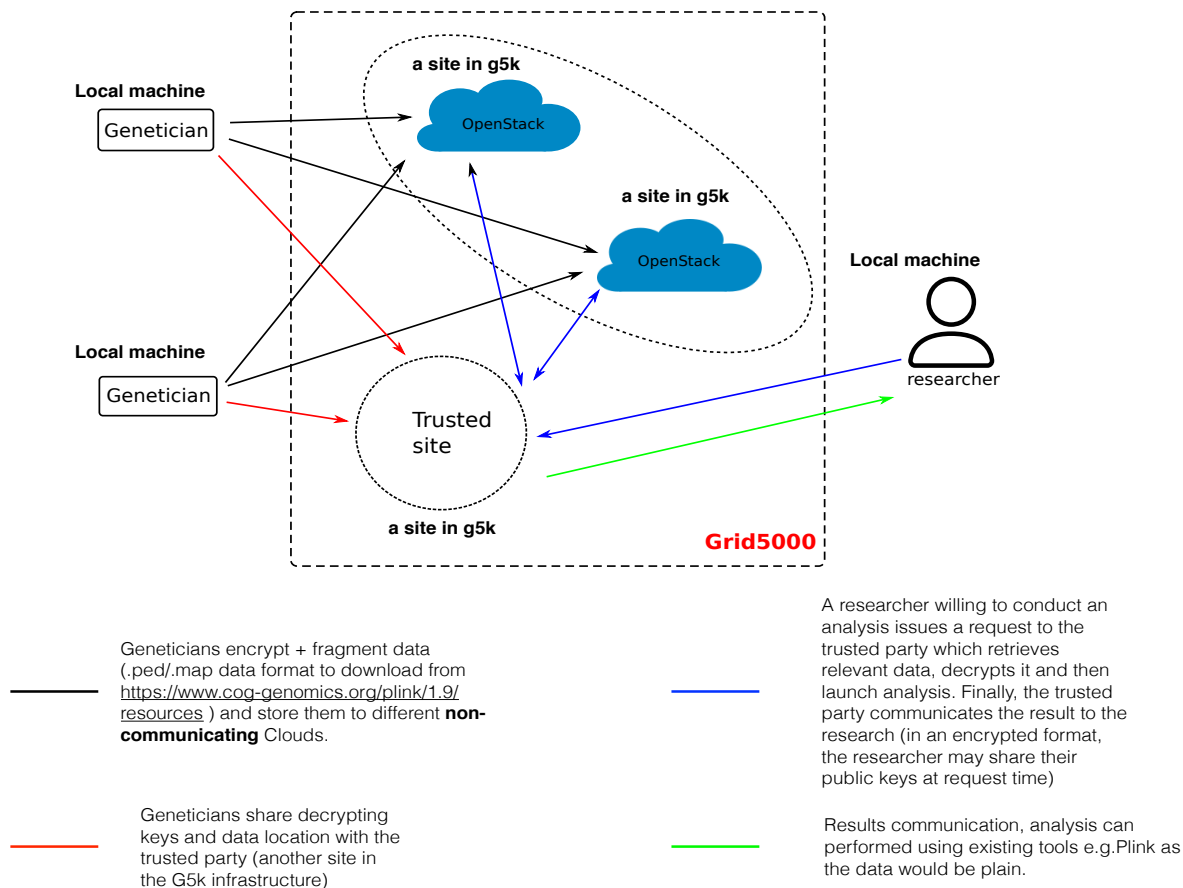 a site in g5k
OpenStack
Local machine
Genetician
a site in g5k
OpenStack
Local machine
researcher
Local machine
Genetician
Trusted
site
a site in g5k
Grid5000
Geneticians encrypt + fragment data
(.ped/.map data format to download from
https://www.cog-genomics.org/plink/1.9/
resources ) and store them to different non-
communicating Clouds.
A researcher willing to conduct an
analysis issues a request to the
trusted party which retrieves
relevant data, decrypts it and then
launch analysis. Finally, the trusted
party communicates the result to the
research (in an encrypted format,
the researcher may share their
public keys at request time)
Geneticians share decrypting
keys and data location with the
trusted party (another site in
the G5k infrastructure)
Results communication, analysis can
performed using existing tools e.g.Plink as
the data would be plain.